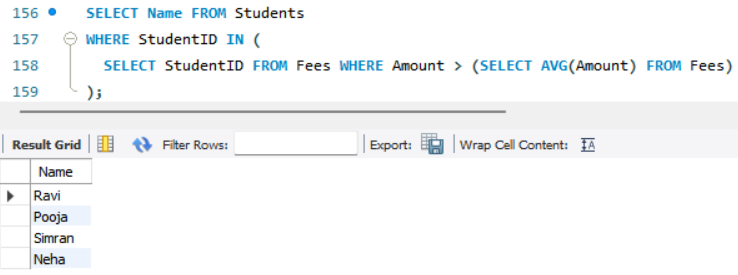 156 SELECT Name FROM Students
157 WHERE StudentID IN (
158 SELECT StudentID FROM Fees WHERE Amount > (SELECT AVG(Amount) FROM Fees)
159 );
Result Grid Filter Rows: Export: Wrap Cell Content: IA
Name
Ravi
Pooja
Simran
Neha